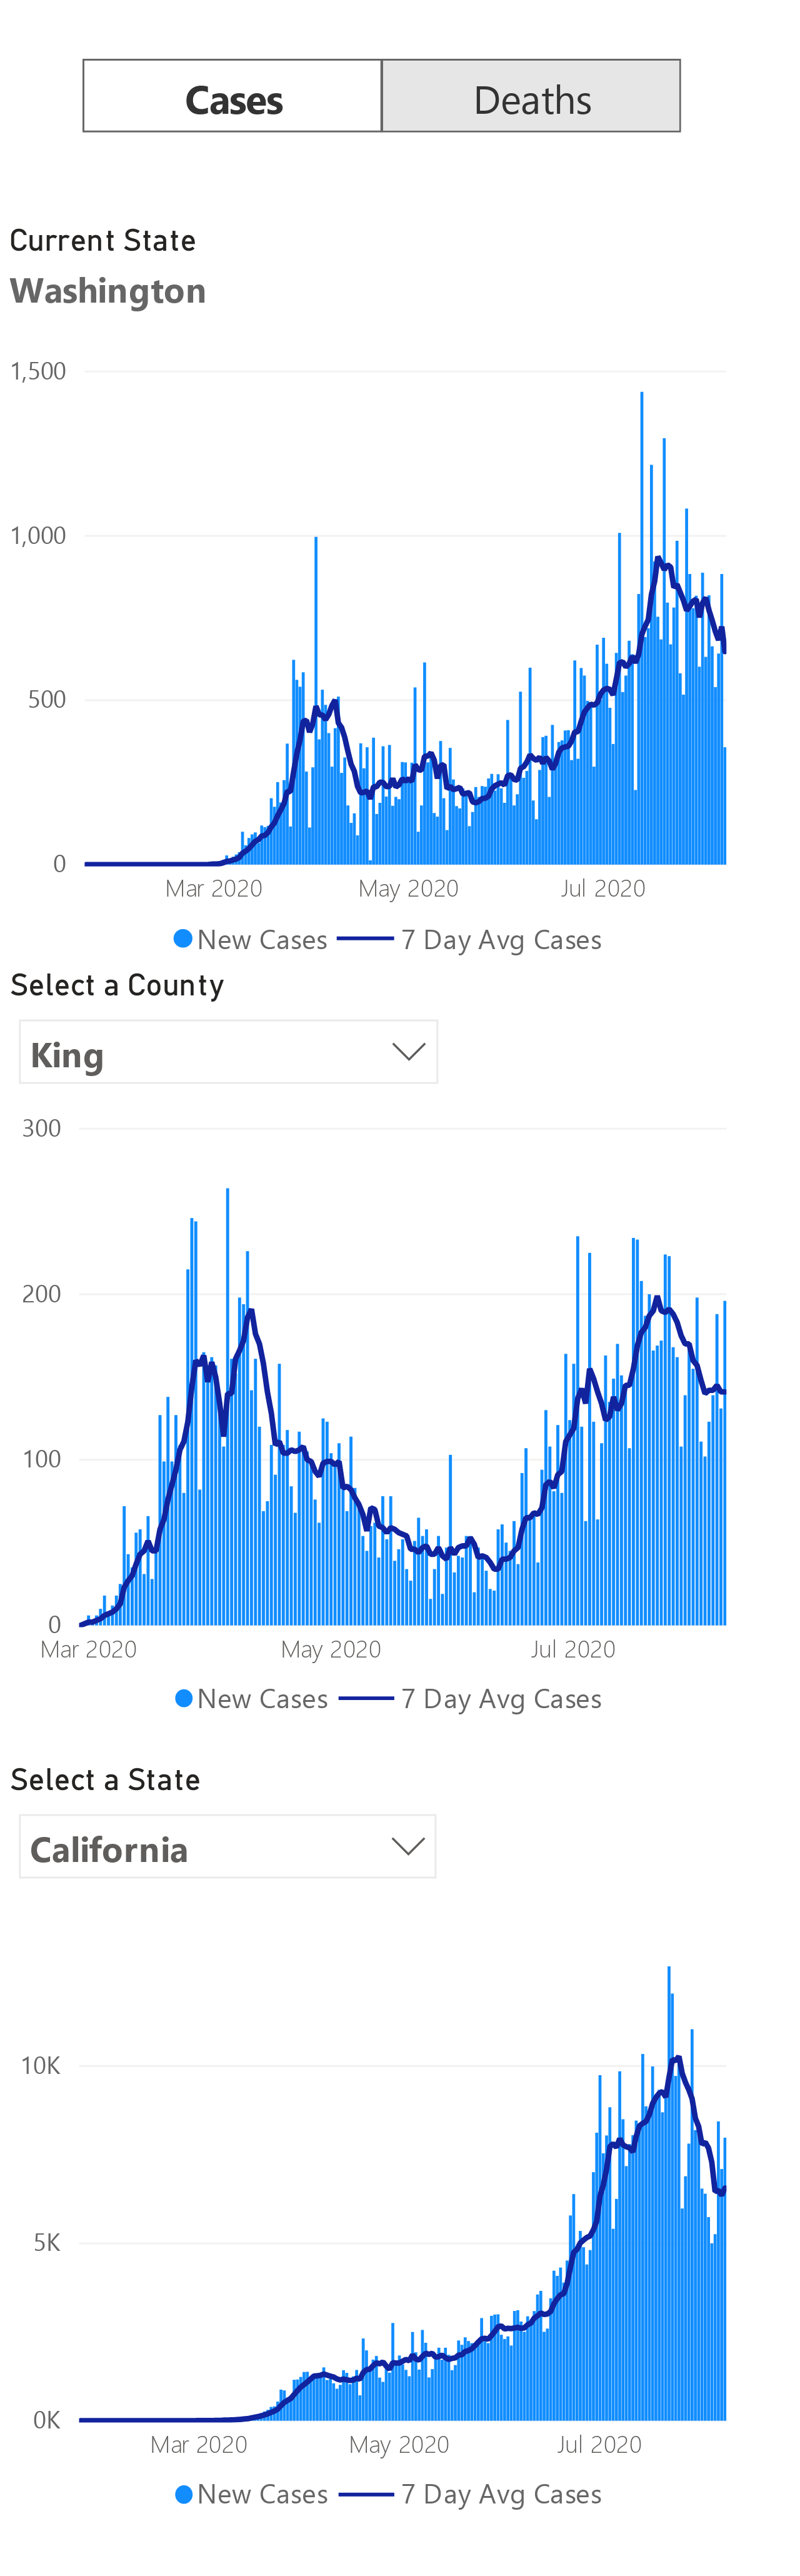 Cases Deaths
Current State
Washington
1,500
1,000
500
0
Mar 2020 May 2020 Jul 2020
New Cases 7 Day Avg Cases
Select a County
King
300
200
100
0
Mar 2020 May 2020 Jul 2020
New Cases 7 Day Avg Cases
Select a State
California
10K
5K
0K
Mar 2020 May 2020 Jul 2020
New Cases 7 Day Avg Cases